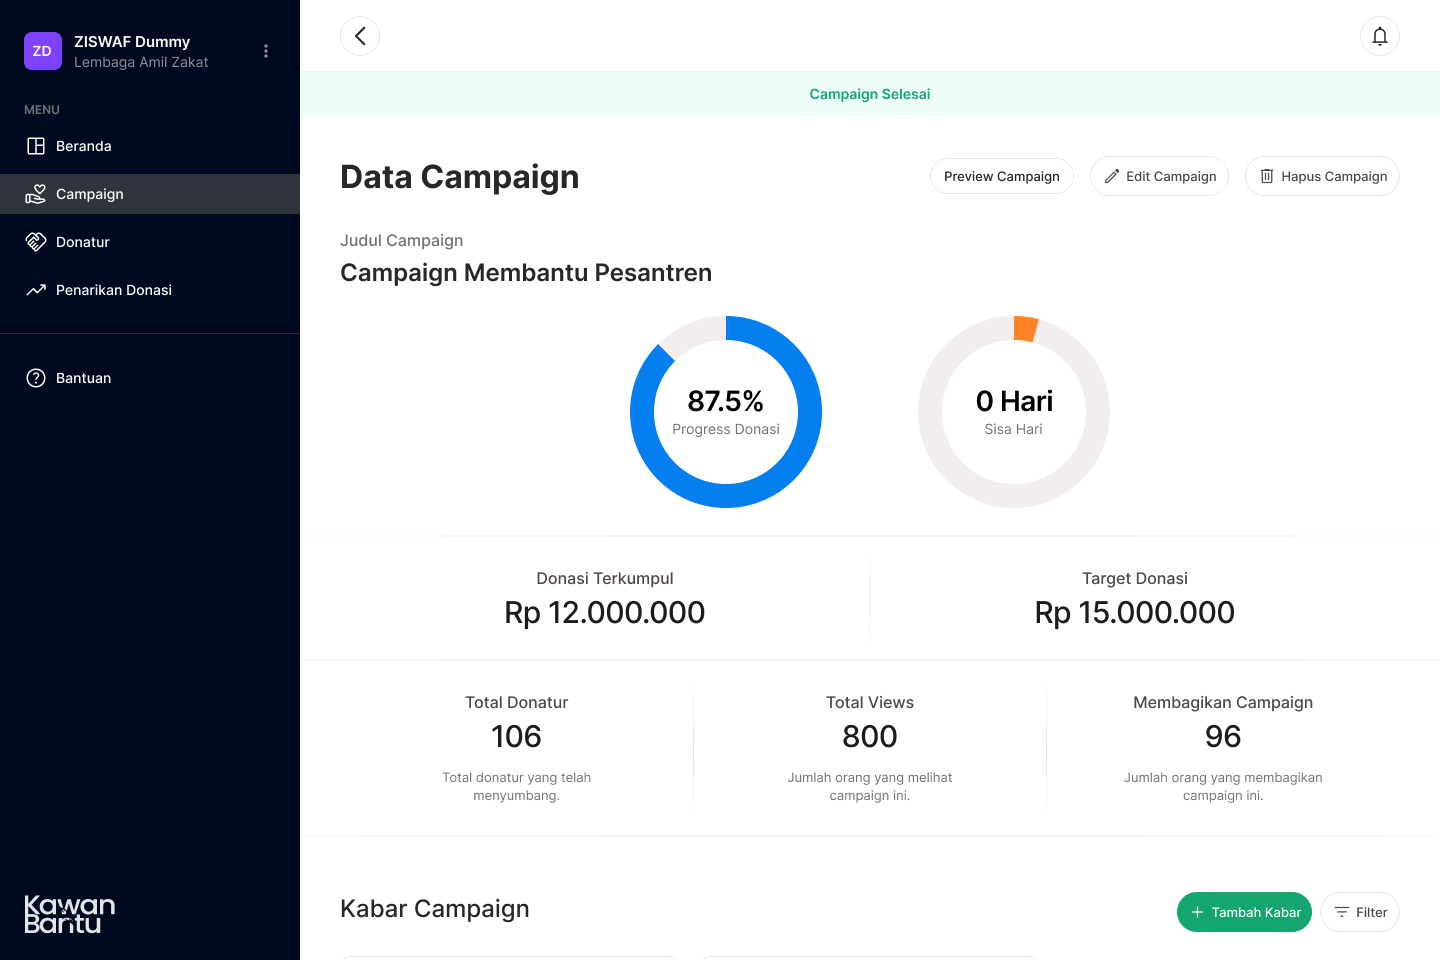 ZD
ZISWAF Dummy
Lembaga Amil Zakat
MENU
Beranda
Campaign
Donatur
Penarikan Donasi
Bantuan
Kawan
Bantu
Campaign Selesai
Data Campaign
Preview Campaign
Edit Campaign
Hapus Campaign
Judul Campaign
Campaign Membantu Pesantren
87.5%
Progress Donasi
0 Hari
Sisa Hari
Donasi Terkumpul
Rp 12.000.000
Target Donasi
Rp 15.000.000
Total Donatur
106
Total donatur yang telah
menyumbang.
Total Views
800
Jumlah orang yang melihat
campaign ini.
Membagikan Campaign
96
Jumlah orang yang membagikan
campaign ini.
Kabar Campaign
Tambah Kabar
Filter